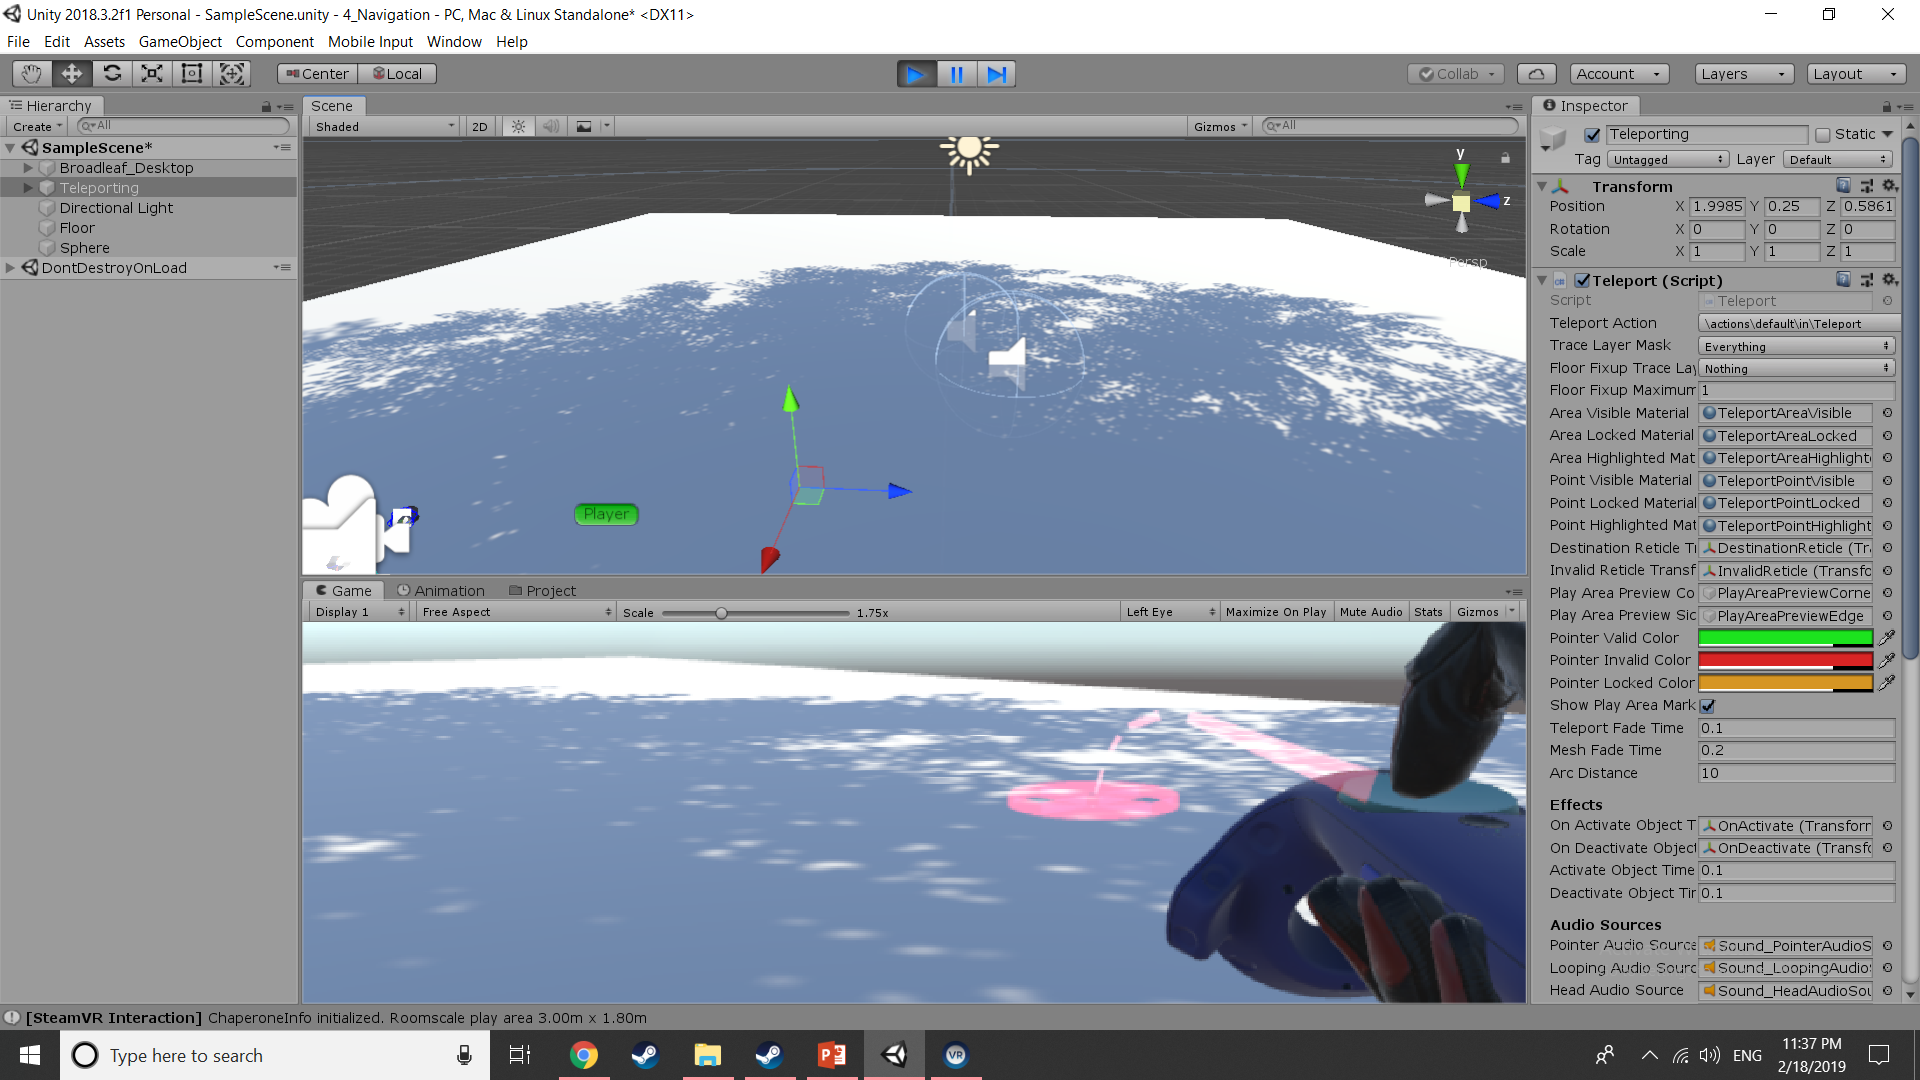 Unity 2018.3.2f1 Personal - SampleScene.unity - 4_Navigation - PC, Mac & Linux Standalone* <DX11>
File Edit Assets GameObject Component Mobile Input Window Help
Center Local Collab Account Layers Layout
Hierarchy
Create All
SampleScene*
Broadleaf_Desktop
Teleporting
Directional Light
Floor
Sphere
DontDestroyOnLoad
Scene
Shaded 2D Gizmos All
y
z
Persp
Player
Game Animation Project
Display 1 Free Aspect Scale 1.75x Left Eye Maximize On Play Mute Audio Stats Gizmos
Inspector
Teleporting Static
Tag Untagged Layer Default
Transform
Position X 1.9985 Y 0.25 Z 0.5861
Rotation X 0 Y 0 Z 0
Scale X 1 Y 1 Z 1
Teleport (Script)
Script Teleport
Teleport Action \actions\default\in\Teleport
Trace Layer Mask Everything
Floor Fixup Trace Lay Nothing
Floor Fixup Maximum 1
Area Visible Material TeleportAreaVisible
Area Locked Material TeleportAreaLocked
Area Highlighted Mat TeleportAreaHighlight
Point Visible Material TeleportPointVisible
Point Locked Material TeleportPointLocked
Point Highlighted Mat TeleportPointHighlight
Destination Reticle Ti DestinationReticle (Tr
Invalid Reticle Transf InvalidReticle (Transfo
Play Area Preview Co PlayAreaPreviewCorne
Play Area Preview Sic PlayAreaPreviewEdge
Pointer Valid Color
Pointer Invalid Color
Pointer Locked Color
Show Play Area Mark
Teleport Fade Time 0.1
Mesh Fade Time 0.2
Arc Distance 10
Effects
On Activate Object T OnActivate (Transforr
On Deactivate Object OnDeactivate (Transfo
Activate Object Time 0.1
Deactivate Object Tir 0.1
Audio Sources
Pointer Audio Source Sound_PointerAudioS
Looping Audio Sourc Sound_LoopingAudio
Head Audio Source Sound_HeadAudioSou
[SteamVR Interaction] ChaperoneInfo initialized. Roomscale play area 3.00m x 1.80m
Type here to search
VR
ENG
11:37 PM
2/18/2019